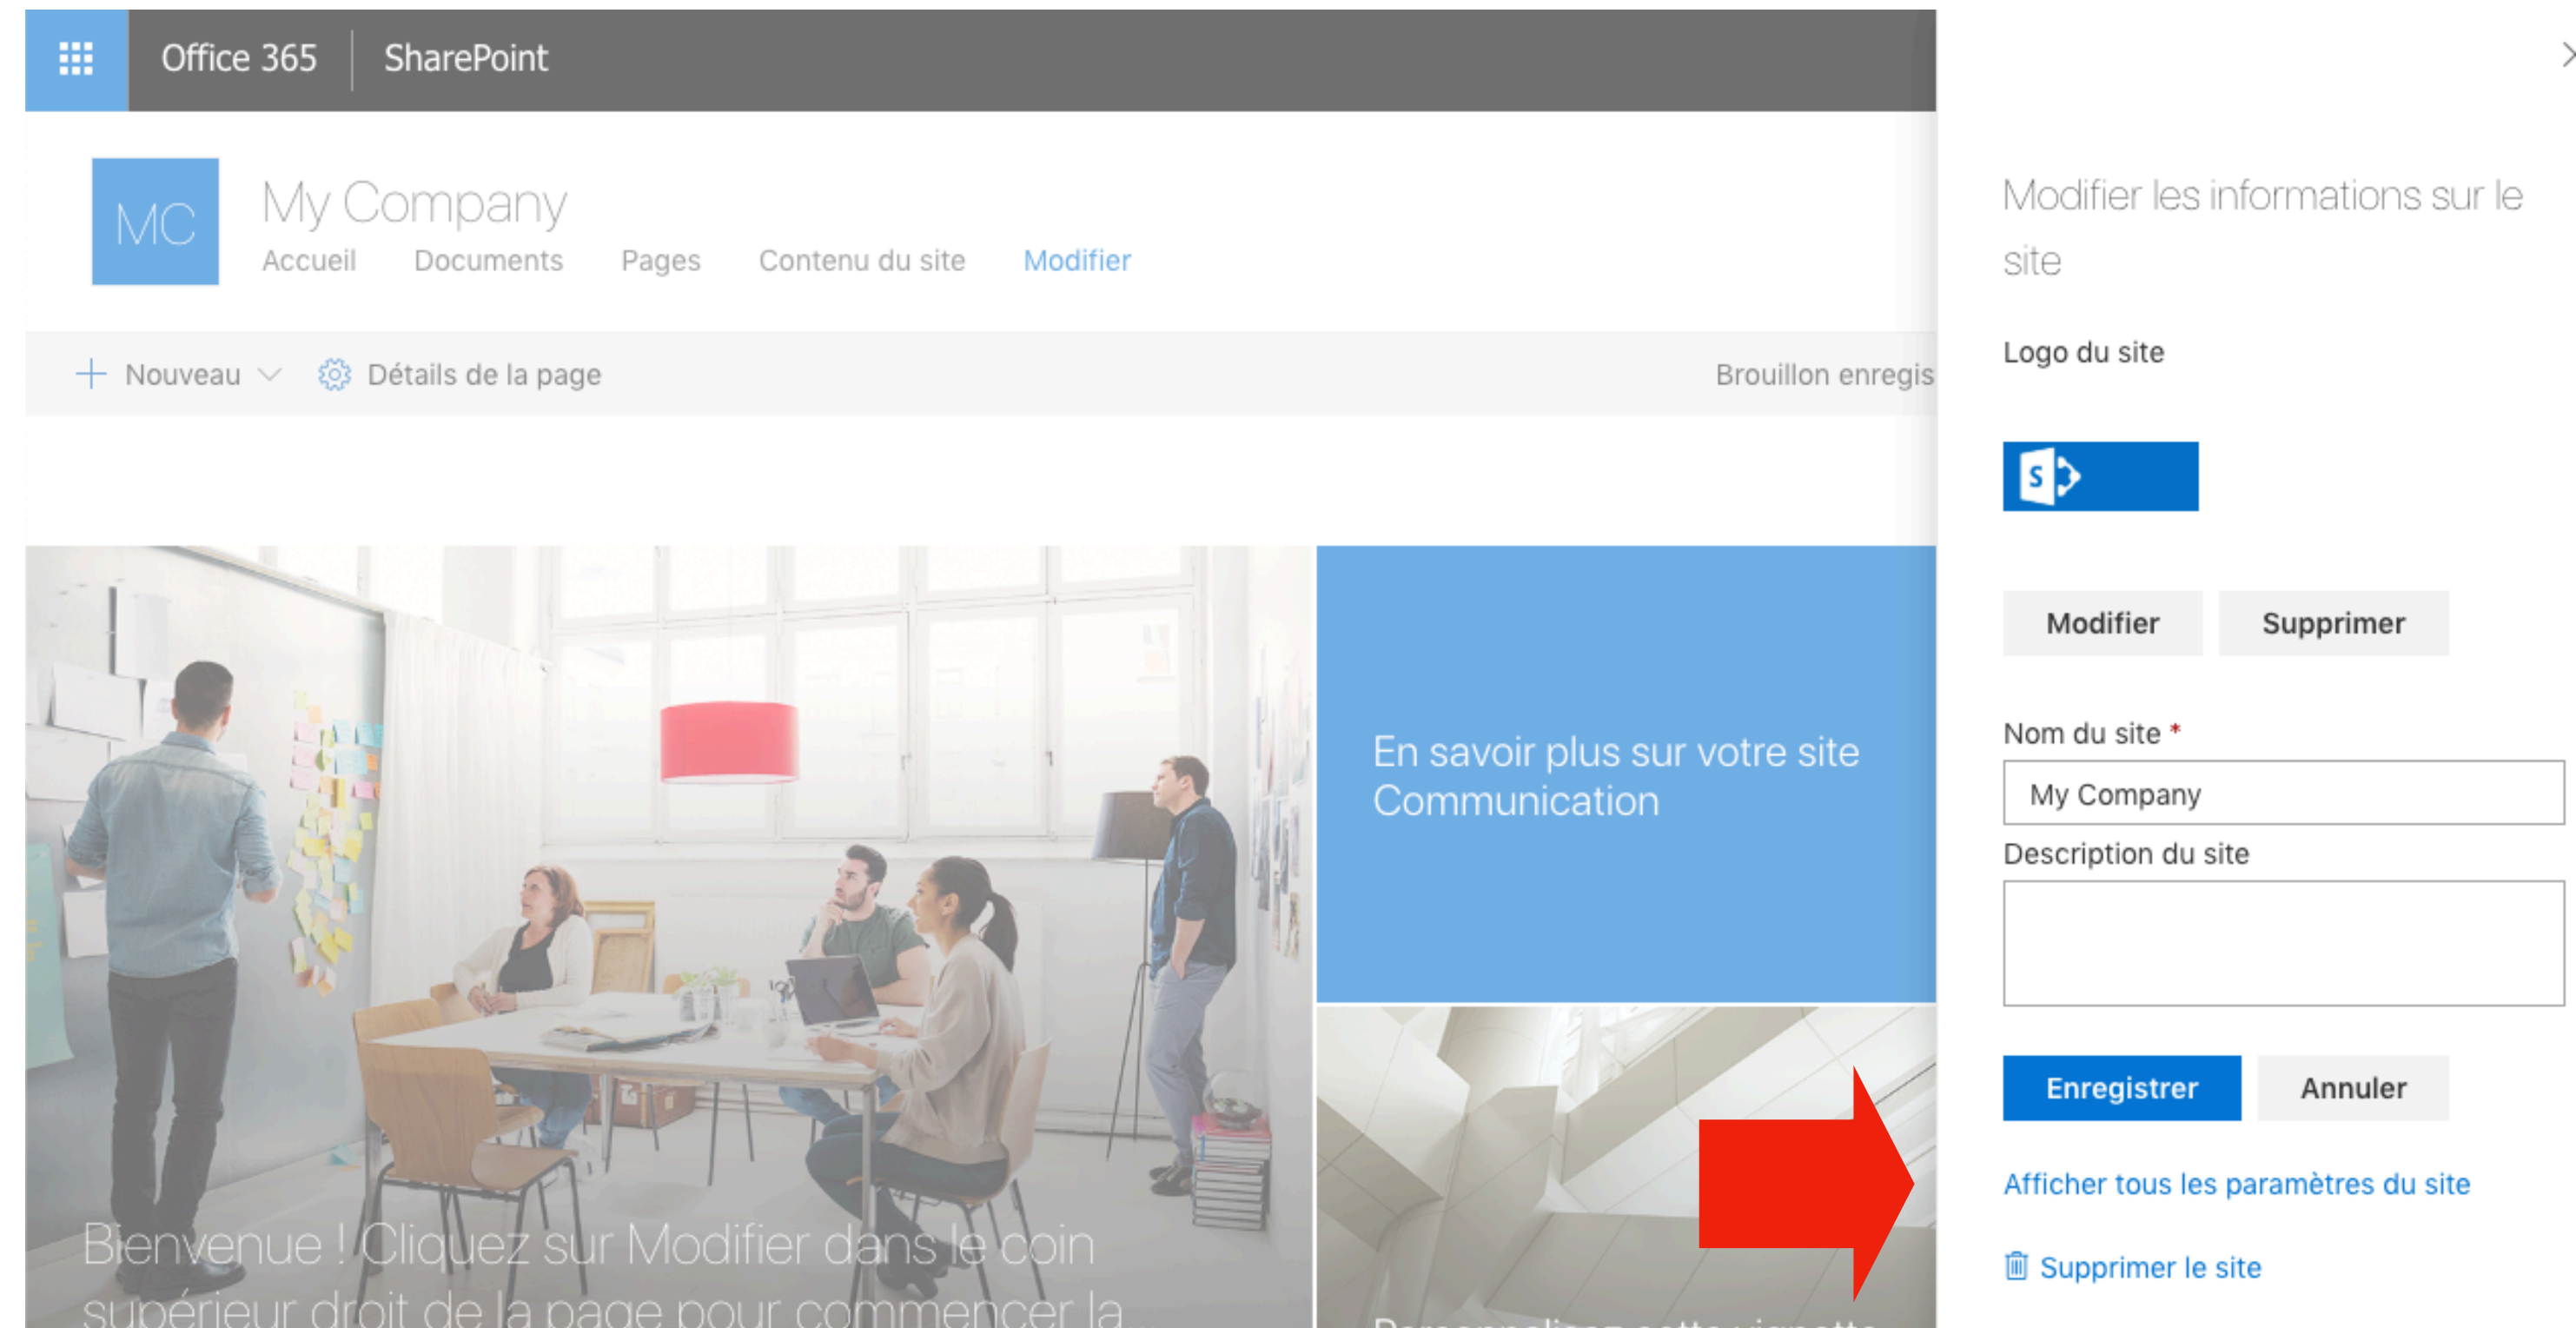 Office 365 SharePoint
MC
My Company
Accueil Documents Pages Contenu du site Modifier
Nouveau Détails de la page Brouillon enregis
En savoir plus sur votre site
Communication
Bienvenue ! Cliquez sur Modifier dans le coin
supérieur droit de la page pour commencer la...
Personnalisez cette vignette
Modifier les informations sur le
site
Logo du site
S
Modifier Supprimer
Nom du site *
My Company
Description du site
Enregistrer Annuler
Afficher tous les paramètres du site
Supprimer le site